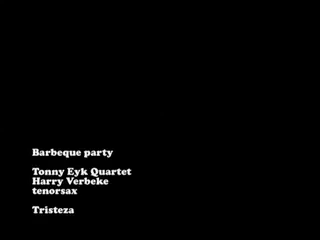 Barbeque party
Tonny Eyk Quartet
Harry Verbeke
tenorsax
Tristeza